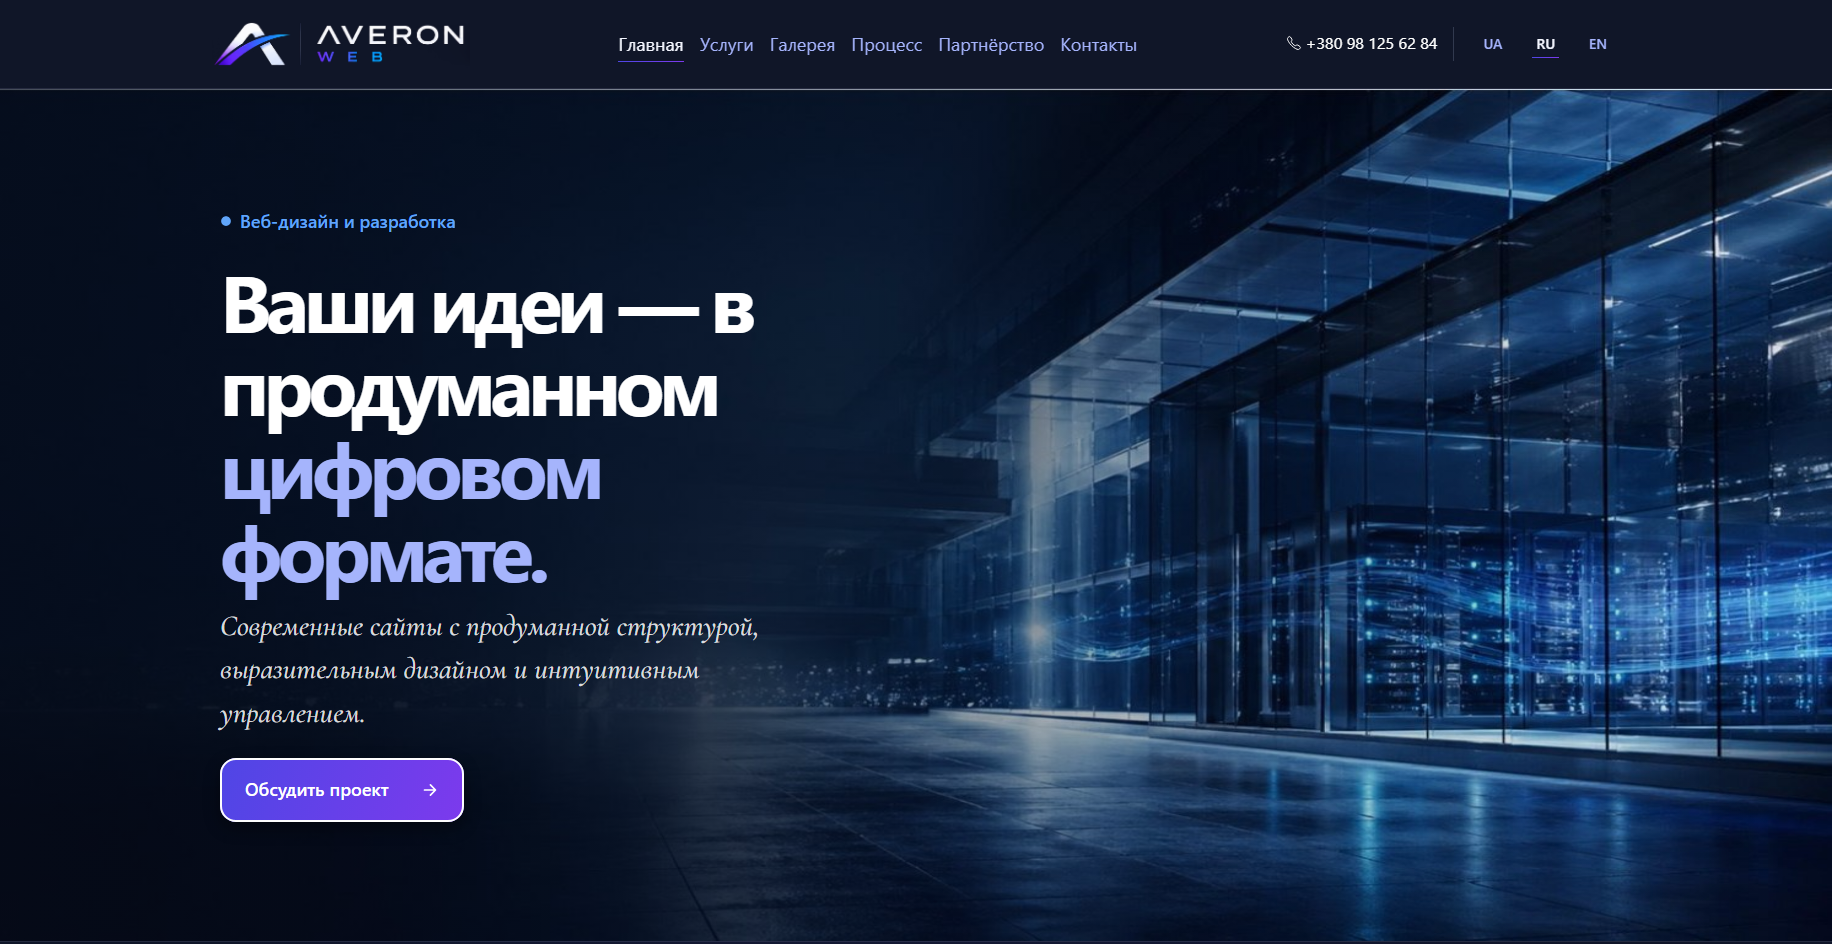 AVERON
WEB
Главная Услуги Галерея Процесс Партнёрство Контакты
+380 98 125 62 84
UA RU EN
Веб-дизайн и разработка
Ваши идеи — в
продуманном
цифровом
формате.
Современные сайты с продуманной структурой,
выразительным дизайном и интуитивным
управлением.
Обсудить проект →